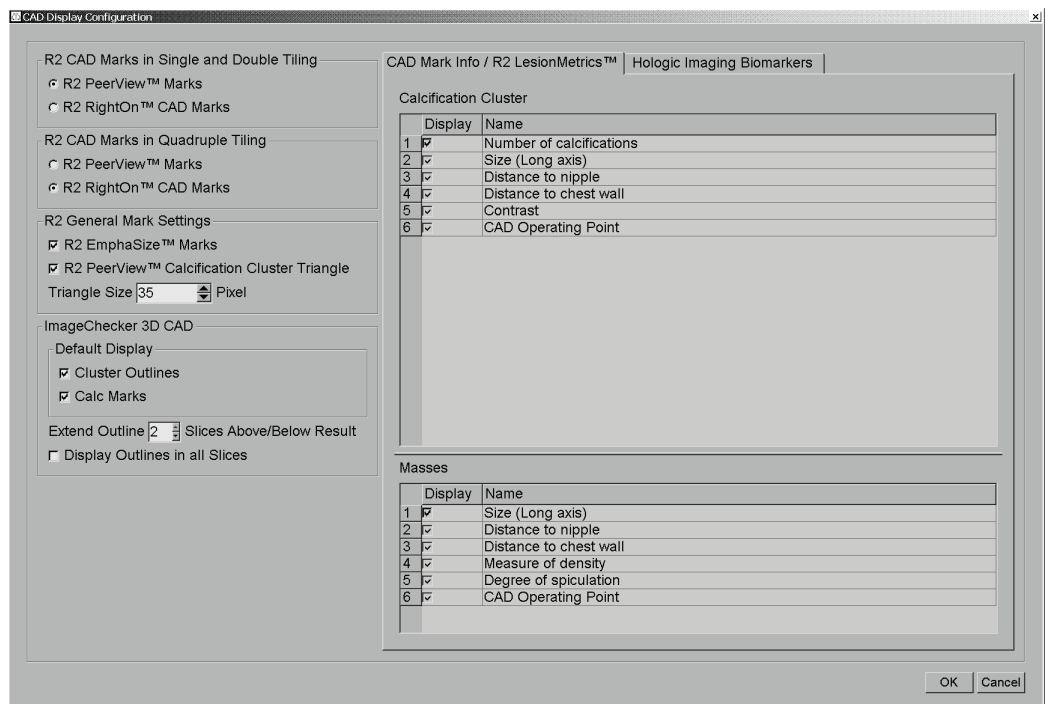 CAD Display Configuration
R2 CAD Marks in Single and Double Tiling
R2 PeerView™ Marks
R2 RightOn™ CAD Marks
R2 CAD Marks in Quadruple Tiling
R2 PeerView™ Marks
R2 RightOn™ CAD Marks
R2 General Mark Settings
R2 EmphaSize™ Marks
R2 PeerView™ Calcification Cluster Triangle
Triangle Size 35 Pixel
ImageChecker 3D CAD
Default Display
Cluster Outlines
Calc Marks
Extend Outline 2 Slices Above/Below Result
Display Outlines in all Slices
CAD Mark Info / R2 LesionMetrics™ Hologic Imaging Biomarkers
Calcification Cluster
Display Name
1 Number of calcifications
2 Size (Long axis)
3 Distance to nipple
4 Distance to chest wall
5 Contrast
6 CAD Operating Point
Masses
Display Name
1 Size (Long axis)
2 Distance to nipple
3 Distance to chest wall
4 Measure of density
5 Degree of spiculation
6 CAD Operating Point
OK Cancel